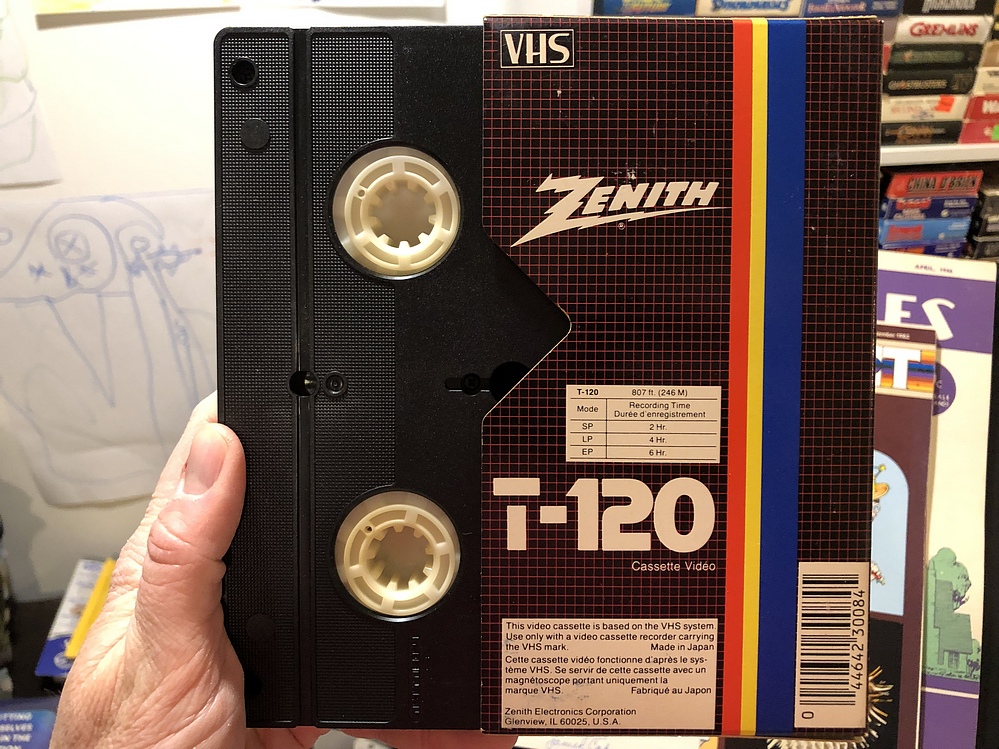 VHS
GREMLINS
GHOSTBUSTERS
ZENITH
®
CHINA O'BRIEN
APRIL, 1986
LES
T-120 807 ft. (246 M)
Mode Recording Time
Durée d'enregistrement
SP 2 Hr.
LP 4 Hr.
EP 6 Hr.
T-120
Cassette Vidéo
This video cassette is based on the VHS system.
Use only with a video cassette recorder carrying
the VHS mark. Made in Japan
Cette cassette vidéo fonctionne d'après le sys-
tème VHS. Se servir de cette cassette avec un
magnétoscope portant uniquement la
marque VHS. Fabriqué au Japon
Zenith Electronics Corporation
Glenview, IL 60025, U.S.A.
0 44642 30084